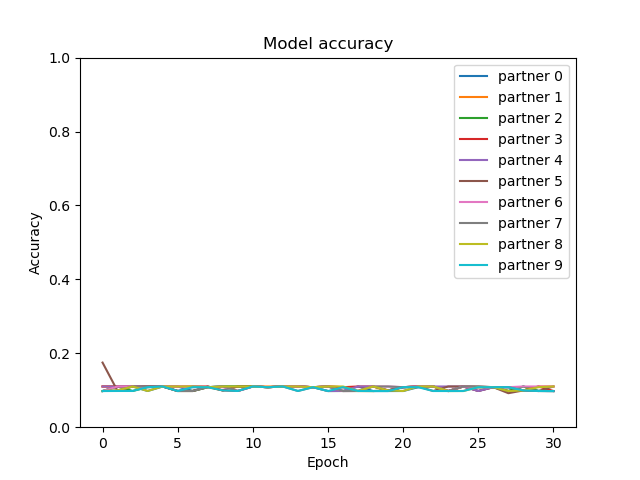 Model accuracy
1.0
0.8
0.6
0.4
0.2
0.0
Accuracy
partner 0
partner 1
partner 2
partner 3
partner 4
partner 5
partner 6
partner 7
partner 8
partner 9
0 5 10 15 20 25 30
Epoch